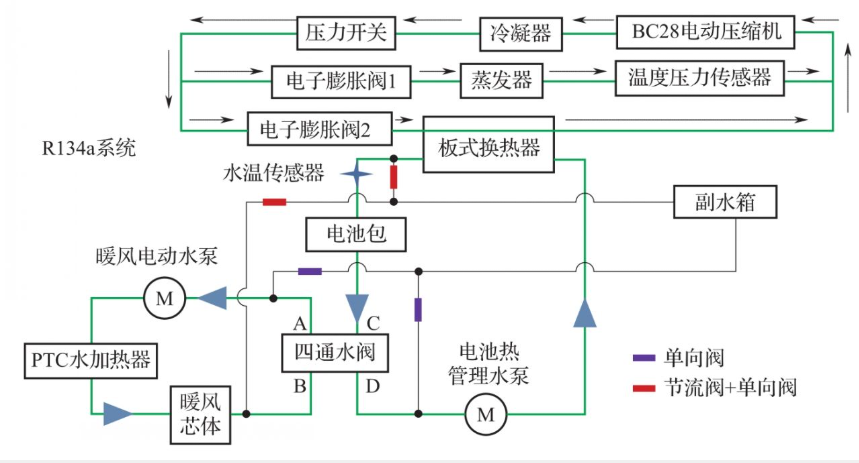 压力开关
冷凝器
BC28电动压缩机
电子膨胀阀1
蒸发器
温度压力传感器
电子膨胀阀2
R134a系统
板式换热器
水温传感器
副水箱
电池包
暖风电动水泵
M
A
C
PTC水加热器
四通水阀
电池热
管理水泵
单向阀
B
D
节流阀+单向阀
暖风
芯体
M